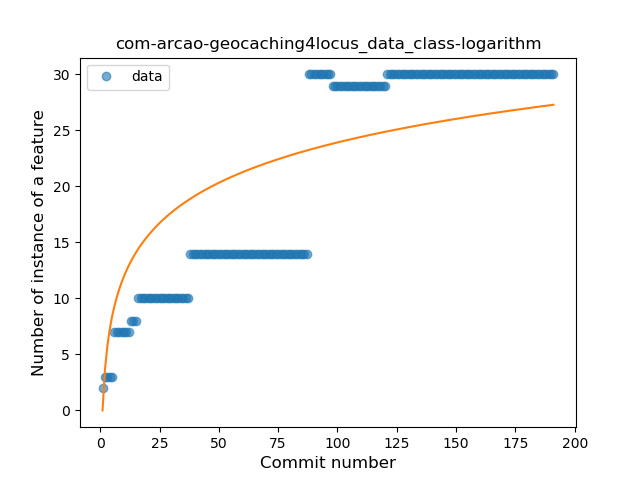 com-arcao-geocaching4locus_data_class-logarithm
data
Number of instance of a feature
30
25
20
15
10
5
0
0 25 50 75 100 125 150 175 200
Commit number